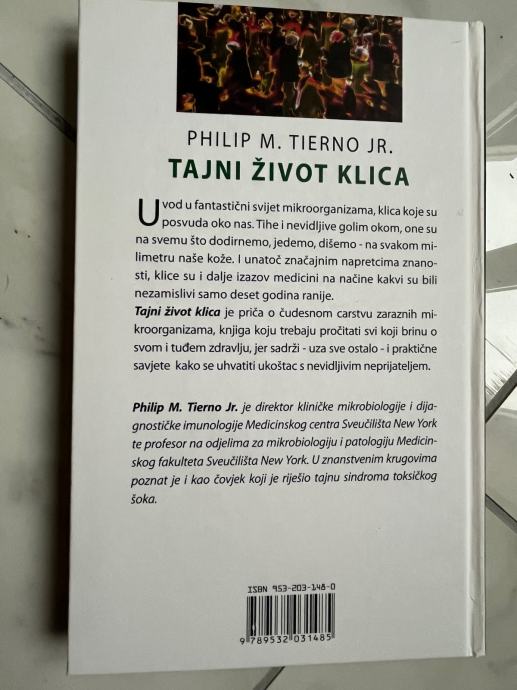 PHILIP M. TIERNO JR.
TAJNI ŽIVOT KLICA
Uvod u fantastični svijet mikroorganizama, klica koje su
posvuda oko nas. Tihe i nevidljive golim okom, one su
na svemu što dodirnemo, jedemo, dišemo - na svakom mi-
limetru naše kože. I unatoč značajnim napretcima znano-
sti, klice su i dalje izazov medicini na načine kakvi su bili
nezamislivi samo deset godina ranije.
Tajni život klica je priča o čudesnom carstvu zaraznih mi-
kroorganizama, knjiga koju trebaju pročitati svi koji brinu o
svom i tuđem zdravlju, jer sadrži - uza sve ostalo - i praktične
savjete kako se uhvatiti ukoštac s nevidljivim neprijateljem.
Philip M. Tierno Jr. je direktor kliničke mikrobiologije i dija-
gnostičke imunologije Medicinskog centra Sveučilišta New York
te profesor na odjelima za mikrobiologiju i patologiju Medicin-
skog fakulteta Sveučilišta New York. U znanstvenim krugovima
poznat je i kao čovjek koji je riješio tajnu sindroma toksičkog
šoka.
ISBN 953-203-148-0
9 789532 031485